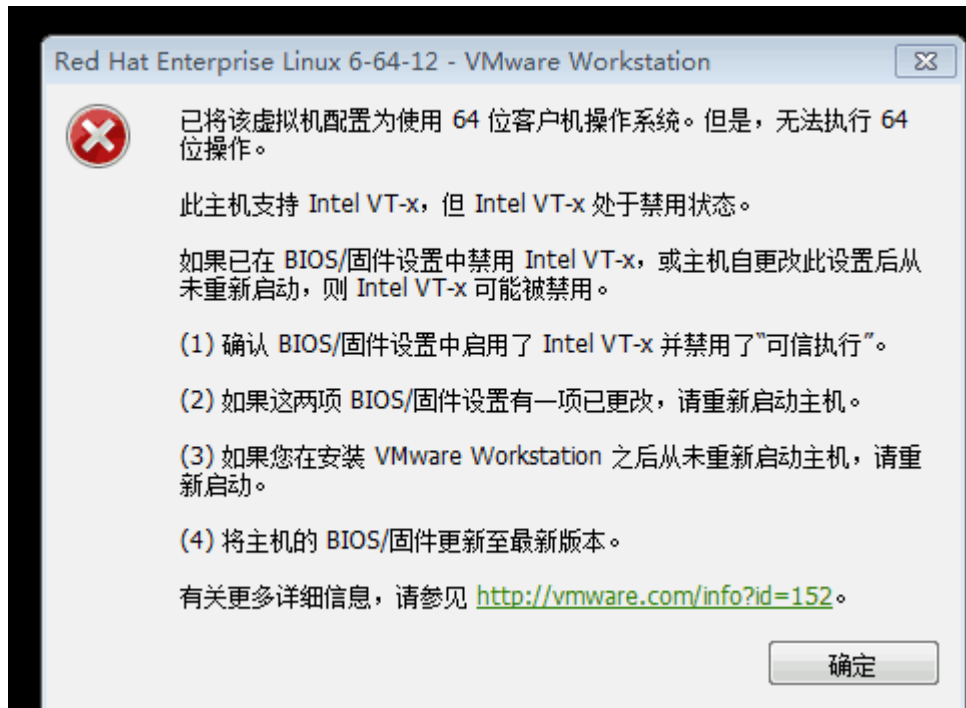 Red Hat Enterprise Linux 6-64-12 - VMware Workstation
已将该虚拟机配置为使用 64 位客户机操作系统。但是，无法执行 64
位操作。
此主机支持 Intel VT-x，但 Intel VT-x 处于禁用状态。
如果已在 BIOS/固件设置中禁用 Intel VT-x，或主机自更改此设置后从
未重新启动，则 Intel VT-x 可能被禁用。
(1) 确认 BIOS/固件设置中启用了 Intel VT-x 并禁用了“可信执行”。
(2) 如果这两项 BIOS/固件设置有一项已更改，请重新启动主机。
(3) 如果您在安装 VMware Workstation 之后从未重新启动主机，请重
新启动。
(4) 将主机的 BIOS/固件更新至最新版本。
有关更多详细信息，请参见 http://vmware.com/info?id=152。
确定